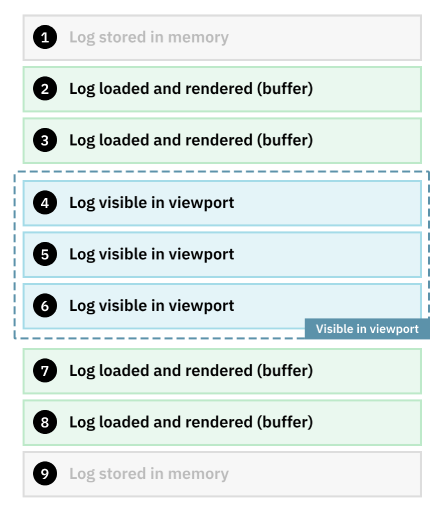 1 Log stored in memory
2 Log loaded and rendered (buffer)
3 Log loaded and rendered (buffer)
4 Log visible in viewport
5 Log visible in viewport
6 Log visible in viewport
Visible in viewport
7 Log loaded and rendered (buffer)
8 Log loaded and rendered (buffer)
9 Log stored in memory